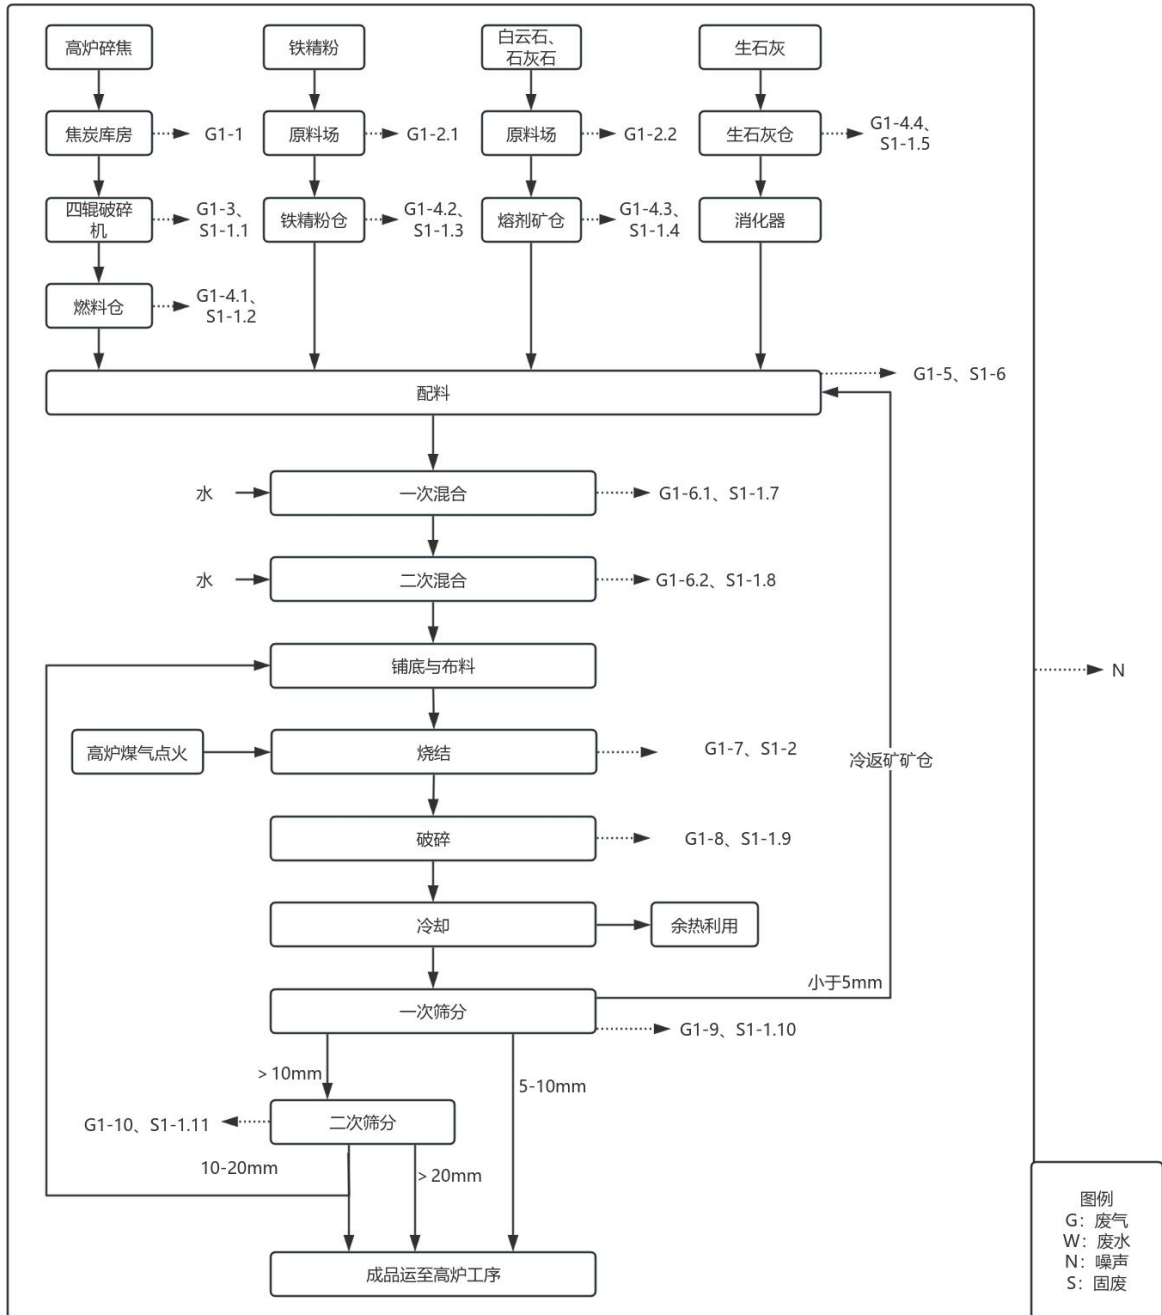 高炉碎焦
铁精粉
白云石、
石灰石
生石灰
焦炭库房
G1-1
原料场
G1-2.1
原料场
G1-2.2
生石灰仓
G1-4.4、
S1-1.5
四辊破碎
机
G1-3、
S1-1.1
铁精粉仓
G1-4.2、
S1-1.3
熔剂矿仓
G1-4.3、
S1-1.4
消化器
燃料仓
G1-4.1、
S1-1.2
配料
G1-5、S1-6
水
一次混合
G1-6.1、S1-1.7
水
二次混合
G1-6.2、S1-1.8
铺底与布料
N
高炉煤气点火
烧结
G1-7、S1-2
冷返矿矿仓
破碎
G1-8、S1-1.9
冷却
余热利用
小于5mm
一次筛分
G1-9、S1-1.10
＞10mm
5-10mm
G1-10、S1-1.11
二次筛分
10-20mm
＞20mm
成品运至高炉工序
图例
G：废气
W：废水
N：噪声
S：固废